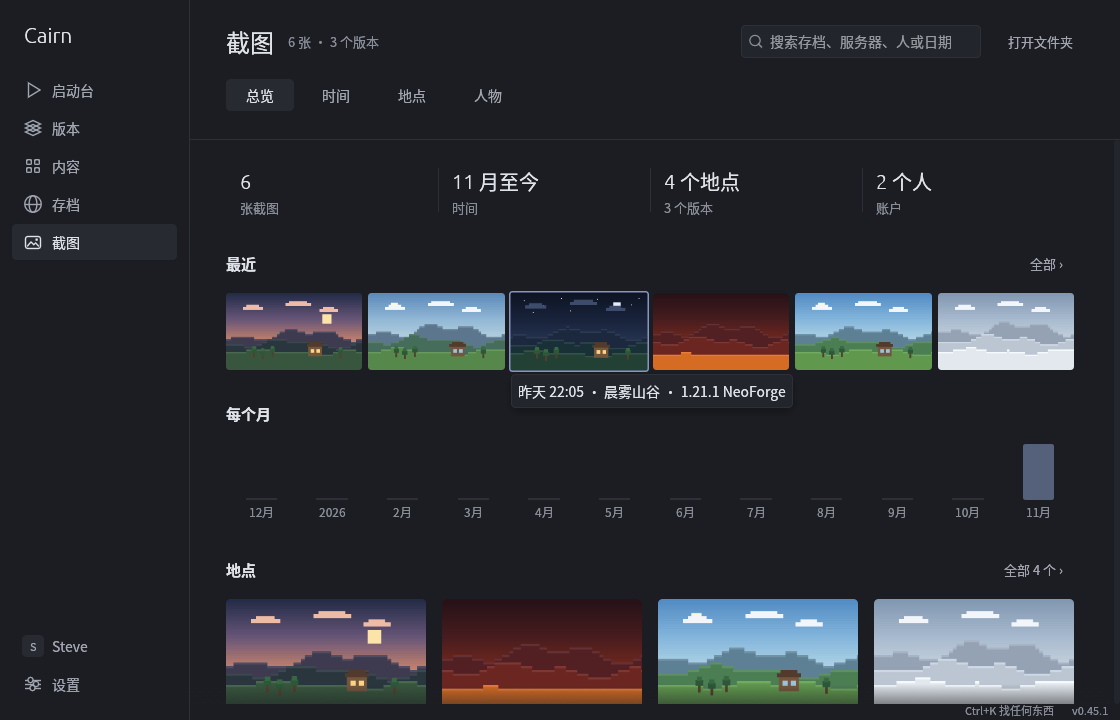 Cairn
启动台
版本
内容
存档
截图
S Steve
设置
截图 6 张 · 3 个版本
搜索存档、服务器、人或日期
打开文件夹
总览 时间 地点 人物
6
张截图
11 月至今
时间
4 个地点
3 个版本
2 个人
账户
最近 全部 ›
昨天 22:05 · 晨雾山谷 · 1.21.1 NeoForge
每个月
12月 2026 2月 3月 4月 5月 6月 7月 8月 9月 10月 11月
地点 全部 4 个 ›
Ctrl+K 找任何东西 v0.45.1